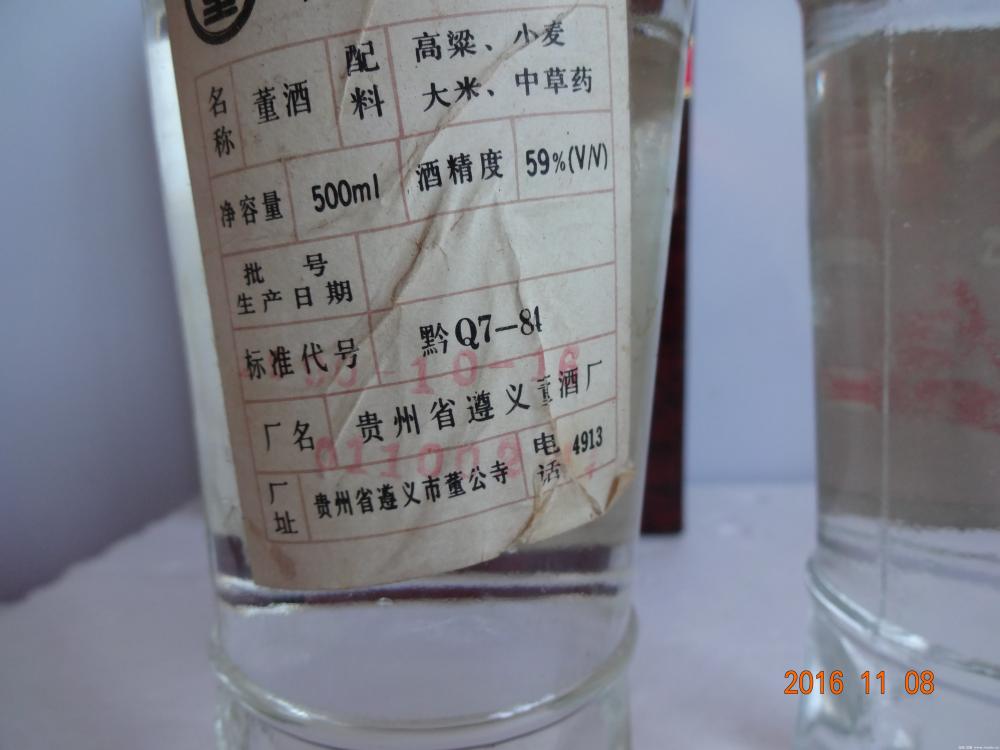 名称 董酒 配料 高粱、小麦
大米、中草药
净容量 500ml 酒精度 59%(V/V)
批号
生产日期
标准代号 黔Q7-84
厂名 贵州省遵义董酒厂
厂址 贵州省遵义市董公寺 电话 4913
2016 11 08